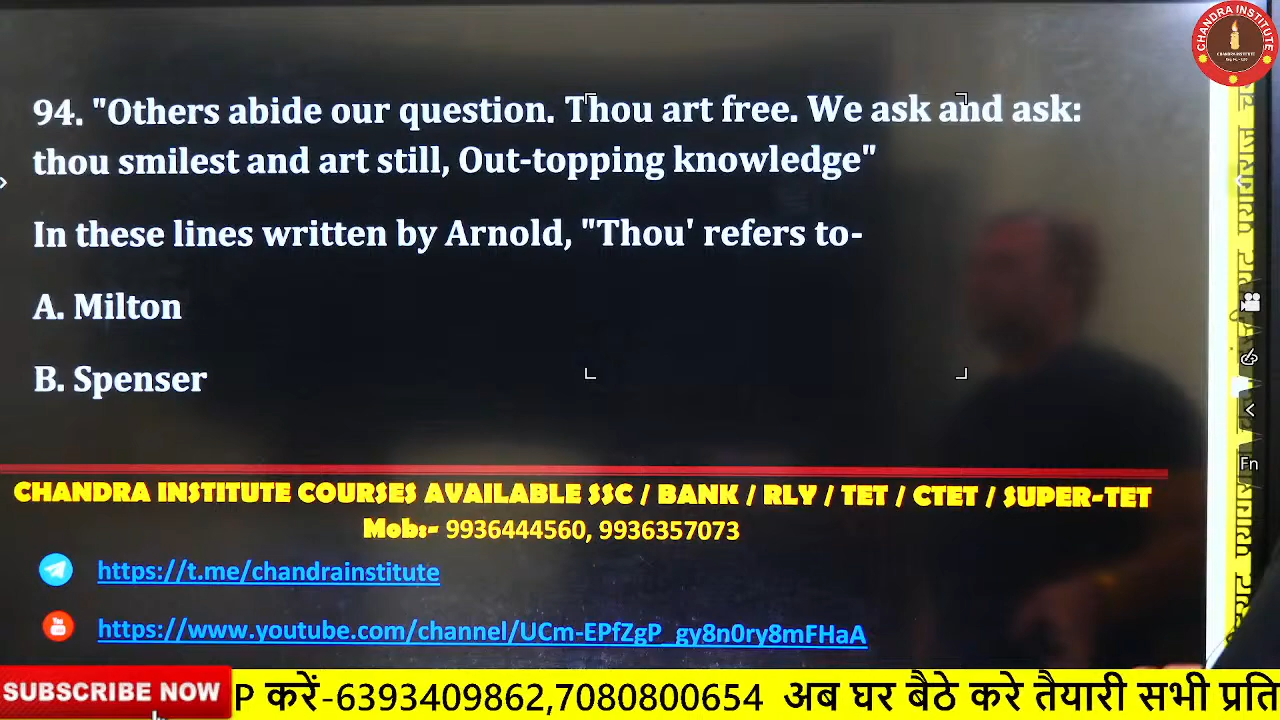 CHANDRA INSTITUTE
94. "Others abide our question. Thou art free. We ask and ask:
thou smilest and art still, Out-topping knowledge"
In these lines written by Arnold, "Thou' refers to-
A. Milton
B. Spenser
Fn
CHANDRA INSTITUTE COURSES AVAILABLE SSC / BANK / RLY / TET / CTET / SUPER-TET
Mob:- 9936444560, 9936357073
https://t.me/chandrainstitute
https://www.youtube.com/channel/UCm-EPfZgP_gy8n0ry8mFHaA
SUBSCRIBE NOW P करें-6393409862,7080800654 अब घर बैठे करे तैयारी सभी प्रति